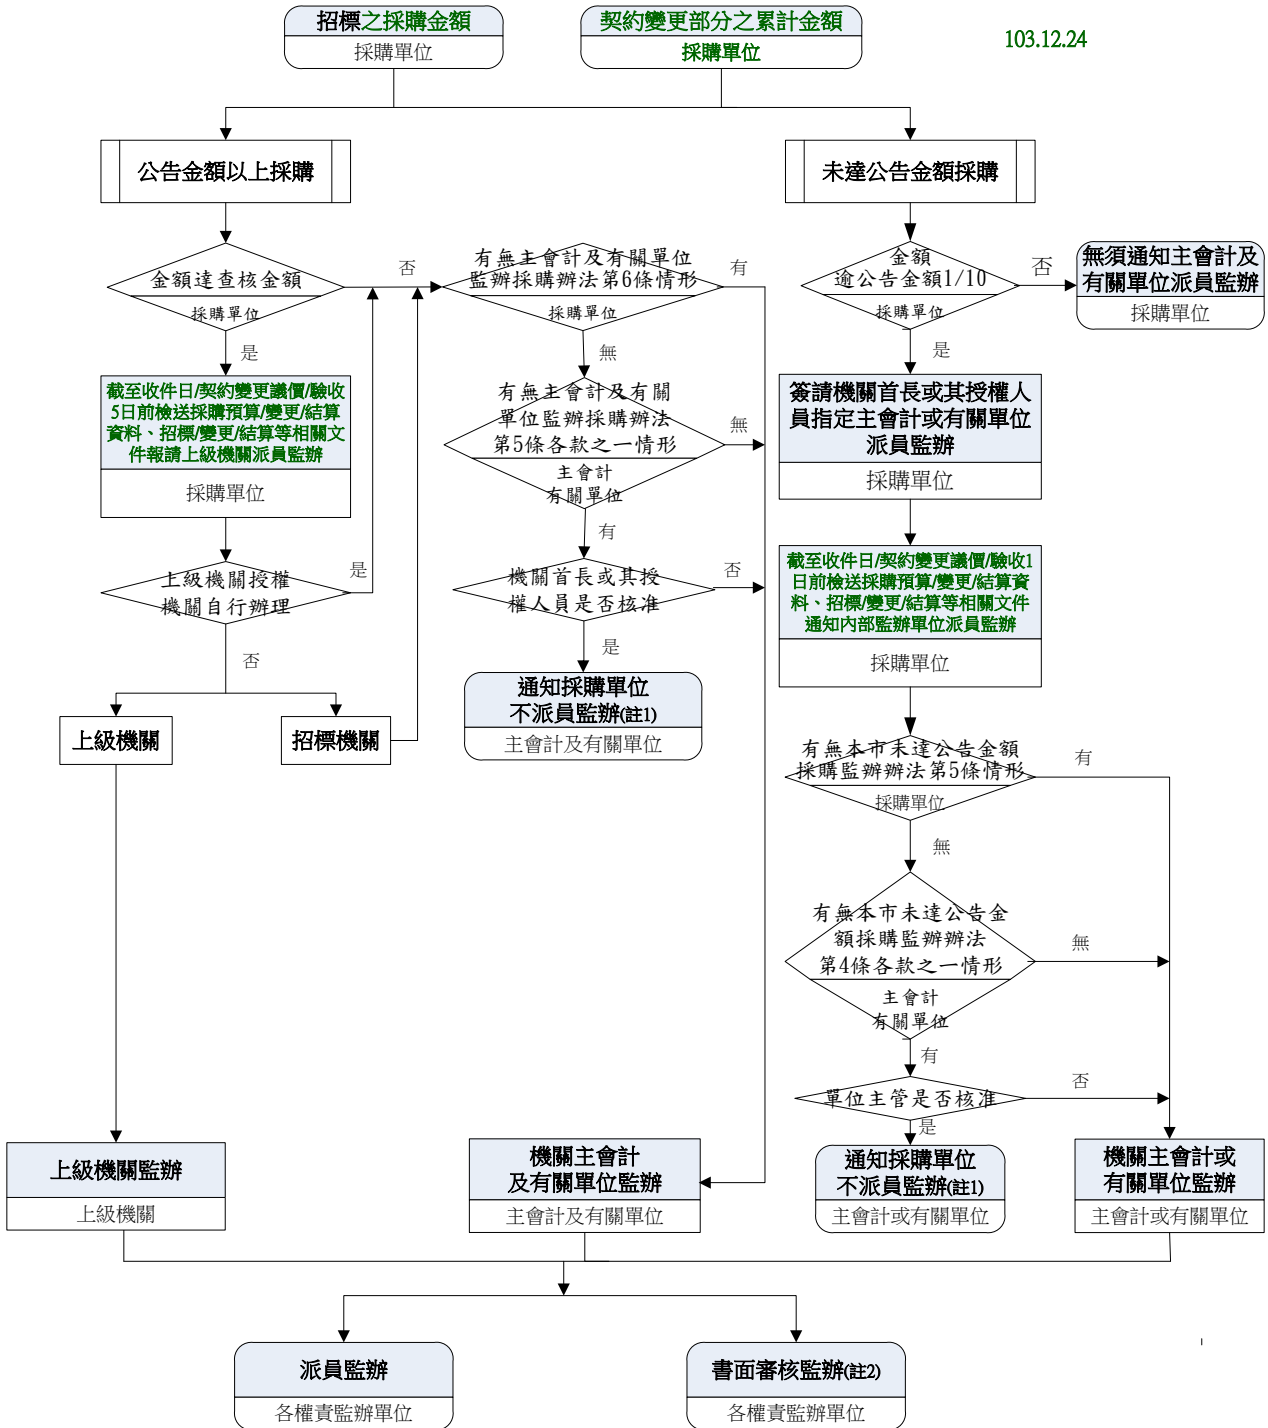 招標之採購金額
採購單位
契約變更部分之累計金額
採購單位
103.12.24
公告金額以上採購
未達公告金額採購
金額達查核金額
採購單位
否
是
有無主會計及有關單位
監辦採購辦法第6條情形
採購單位
有
無
金額
逾公告金額1/10
採購單位
否
是
無須通知主會計及
有關單位派員監辦
採購單位
截至收件日/契約變更議價/驗收
5日前檢送採購預算/變更/結算
資料、招標/變更/結算等相關文
件報請上級機關派員監辦
採購單位
有無主會計及有關
單位監辦採購辦法
第5條各款之一情形
主會計
有關單位
無
有
簽請機關首長或其授權人
員指定主會計或有關單位
派員監辦
採購單位
上級機關授權
機關自行辦理
是
否
機關首長或其授
權人員是否核准
否
是
截至收件日/契約變更議價/驗收1
日前檢送採購預算/變更/結算資
料、招標/變更/結算等相關文件
通知內部監辦單位派員監辦
採購單位
上級機關
招標機關
通知採購單位
不派員監辦(註1)
主會計及有關單位
有無本市未達公告金額
採購監辦辦法第5條情形
採購單位
有
無
有無本市未達公告金
額採購監辦辦法
第4條各款之一情形
主會計
有關單位
無
有
單位主管是否核准
否
是
上級機關監辦
上級機關
機關主會計
及有關單位監辦
主會計及有關單位
通知採購單位
不派員監辦(註1)
主會計或有關單位
機關主會計或
有關單位監辦
主會計或有關單位
派員監辦
各權責監辦單位
書面審核監辦(註2)
各權責監辦單位